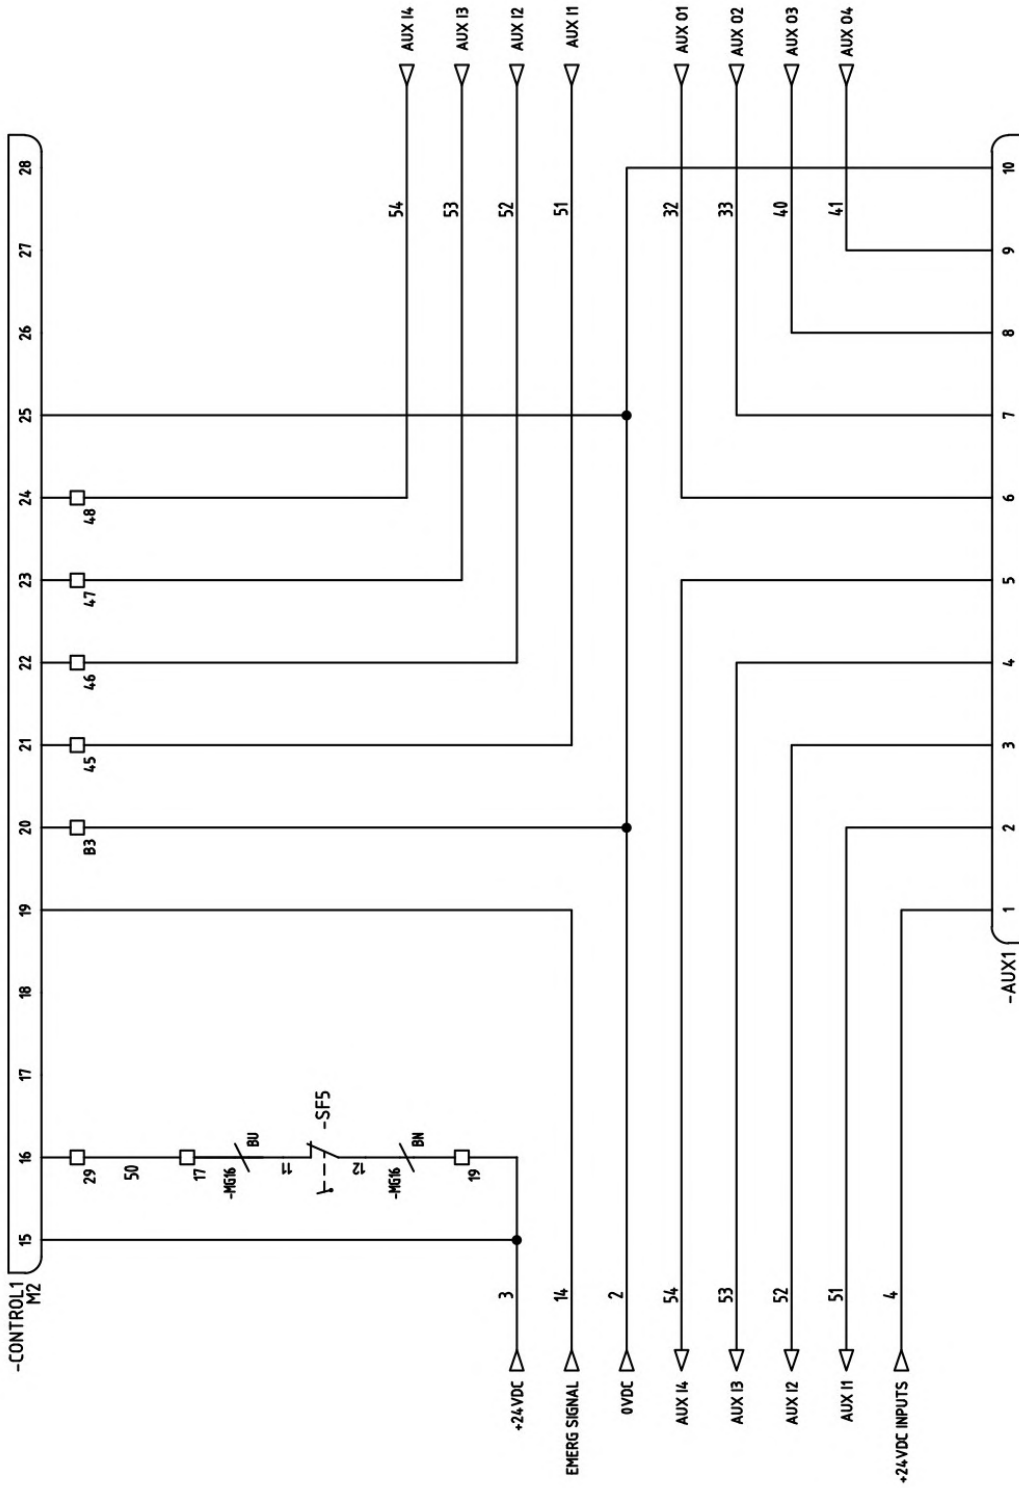 -CONTROL1
M2
15
16
17
18
19
20
21
22
23
24
25
26
27
28
29
50
17
-MG16
BU
11
-SF5
12
-MG16
BN
19
B3
45
46
47
48
54
AUX I4
53
AUX I3
52
AUX I2
51
AUX I1
32
AUX O1
33
AUX O2
40
AUX O3
41
AUX O4
+24VDC
3
EMERG SIGNAL
14
0VDC
2
AUX I4
54
AUX I3
53
AUX I2
52
AUX I1
51
+24VDC INPUTS
4
-AUX1
1
2
3
4
5
6
7
8
9
10